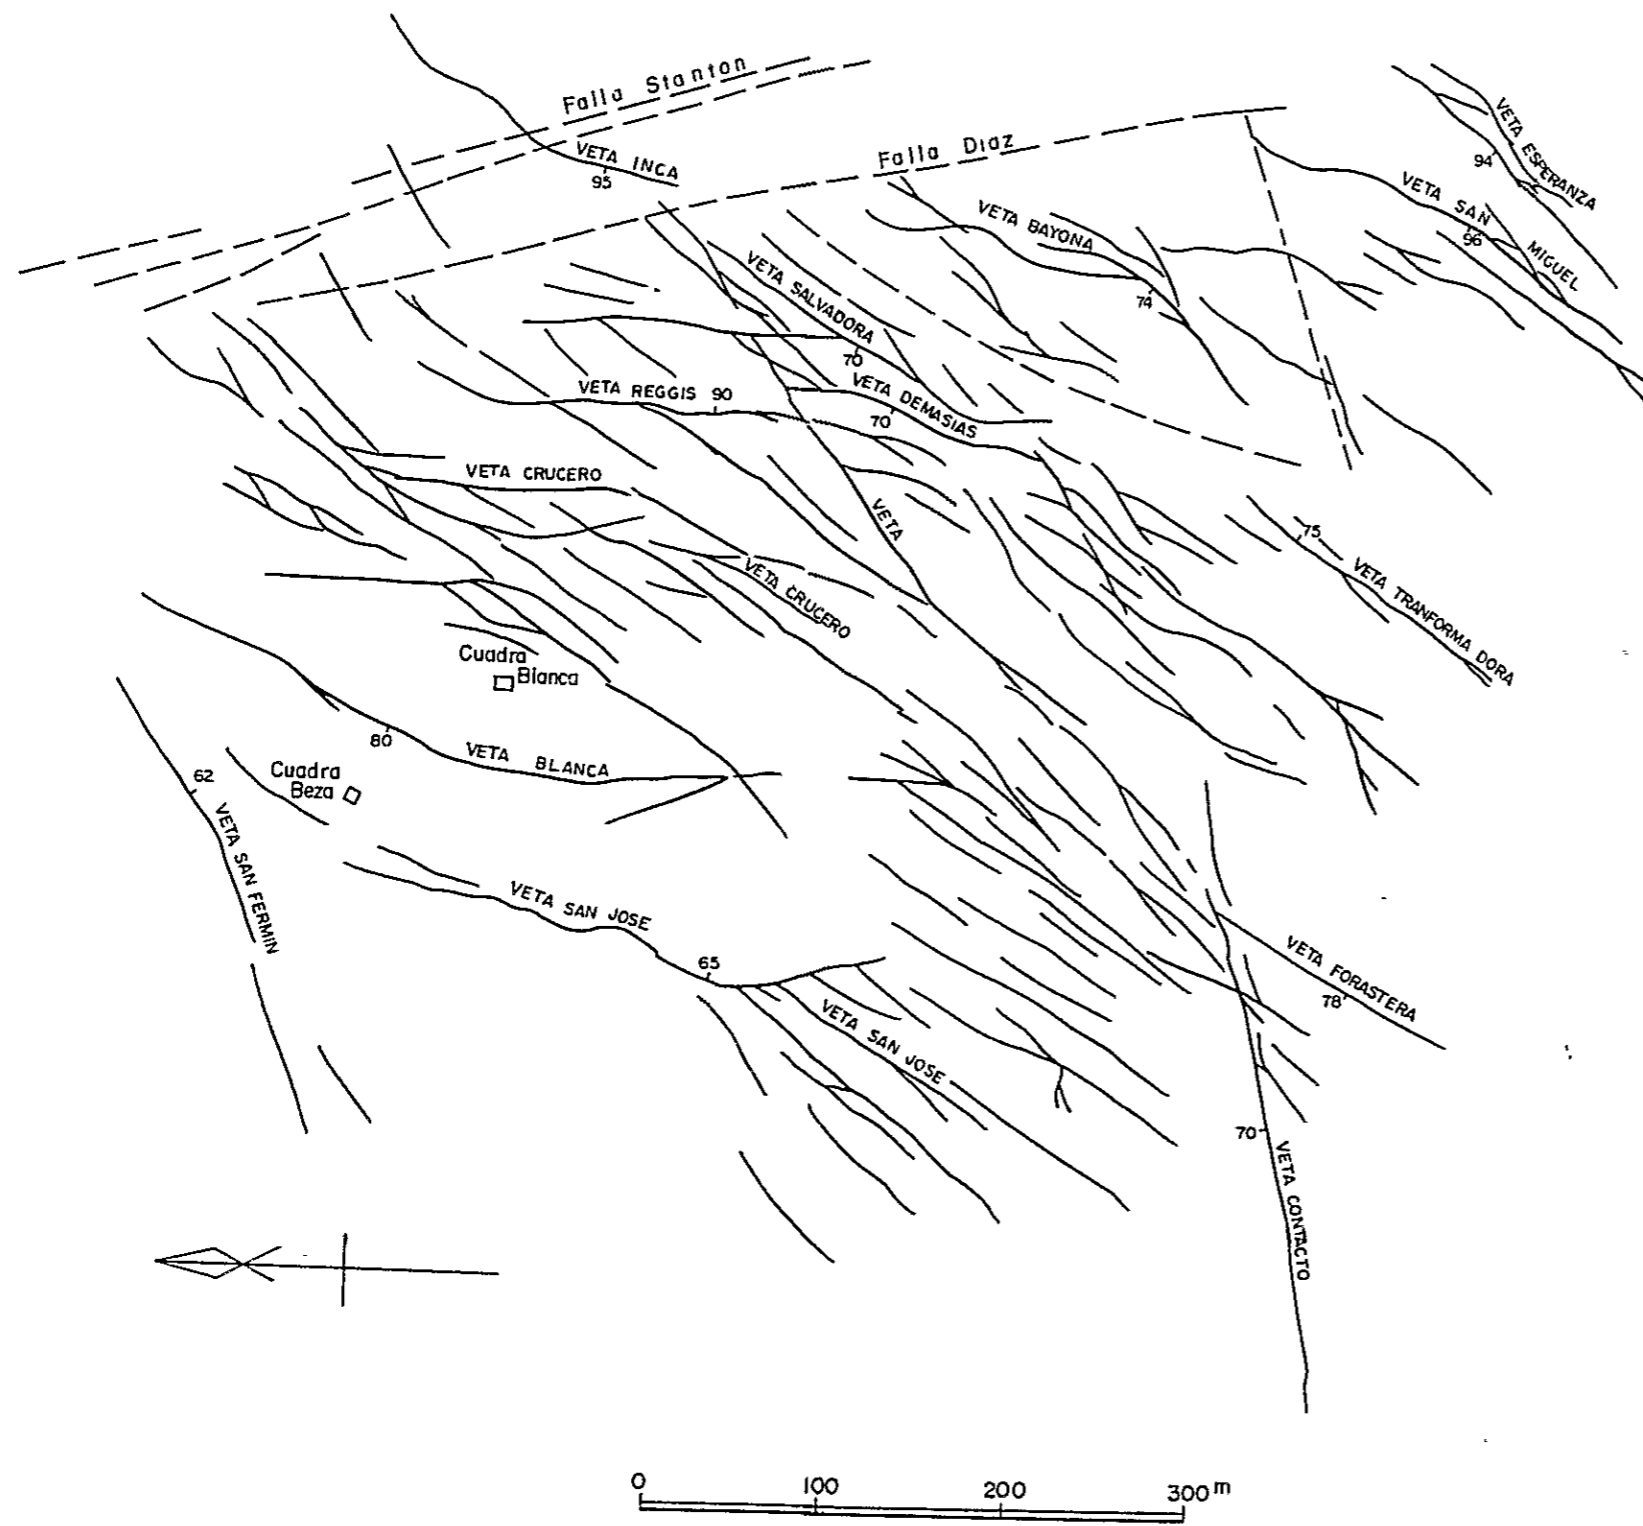 Falla Stanton
VETA INCA
95
Falla Diaz
VETA ESPERANZA
94
VETA SAN MIGUEL
96
VETA BAYONA
74
VETA SALVADORA
70
VETA REGGIS 90
VETA DEMASIAS
70
VETA CRUCERO
VETA
75
VETA TRANFORMA DORA
VETA CRUCERO
Cuadra
Blanca
80
VETA BLANCA
62
Cuadra
Beza
VETA SAN FERMIN
VETA SAN JOSE
65
VETA SAN JOSE
VETA FORASTERA
78
70
VETA CONTACTO
0 100 200 300 m